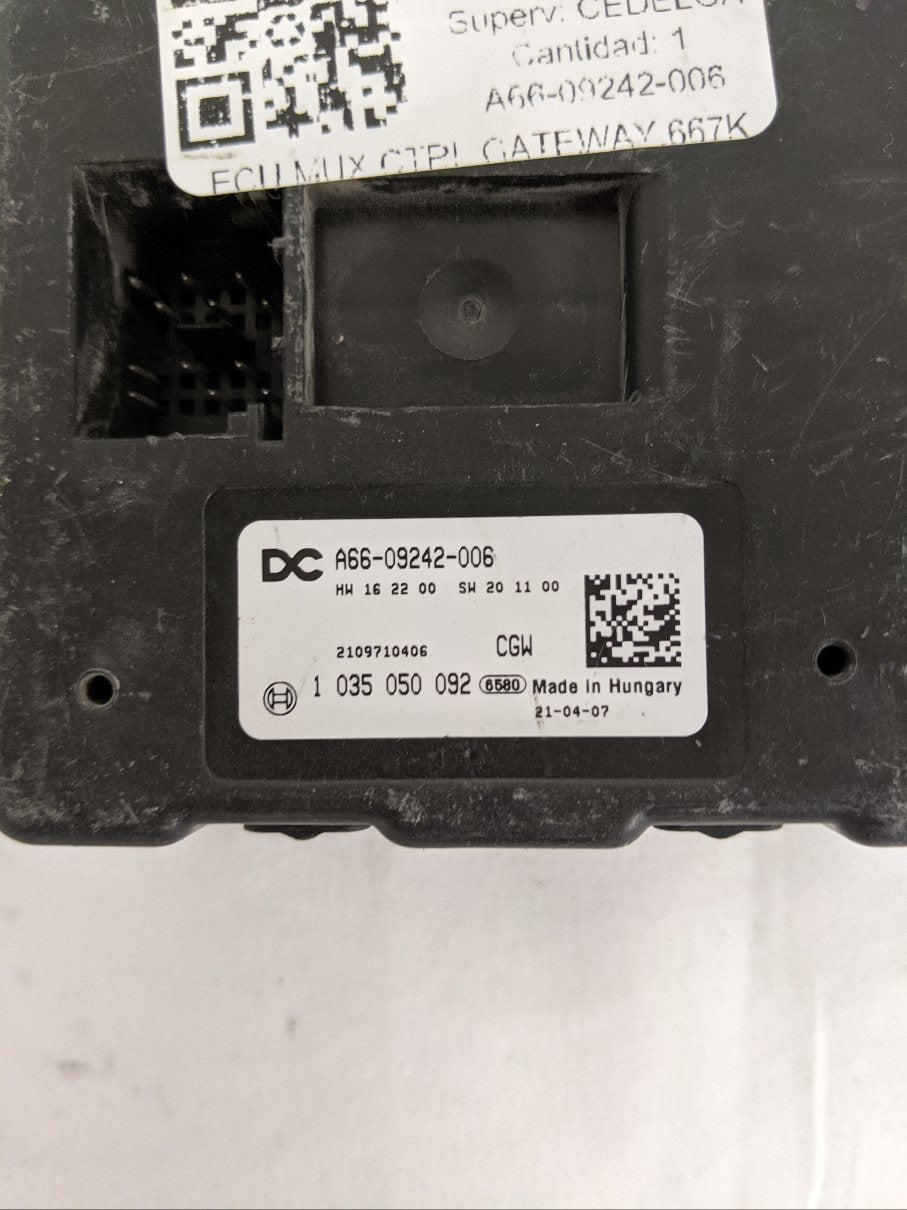 Superv:
Cantidad: 1
A66-09242-006
ECU MUX CTRL GATEWAY 667K
DC A66-09242-006
HW 16 22 00 SW 20 11 00
2109710406 CGW
1 035 050 092 6580 Made in Hungary
21-04-07